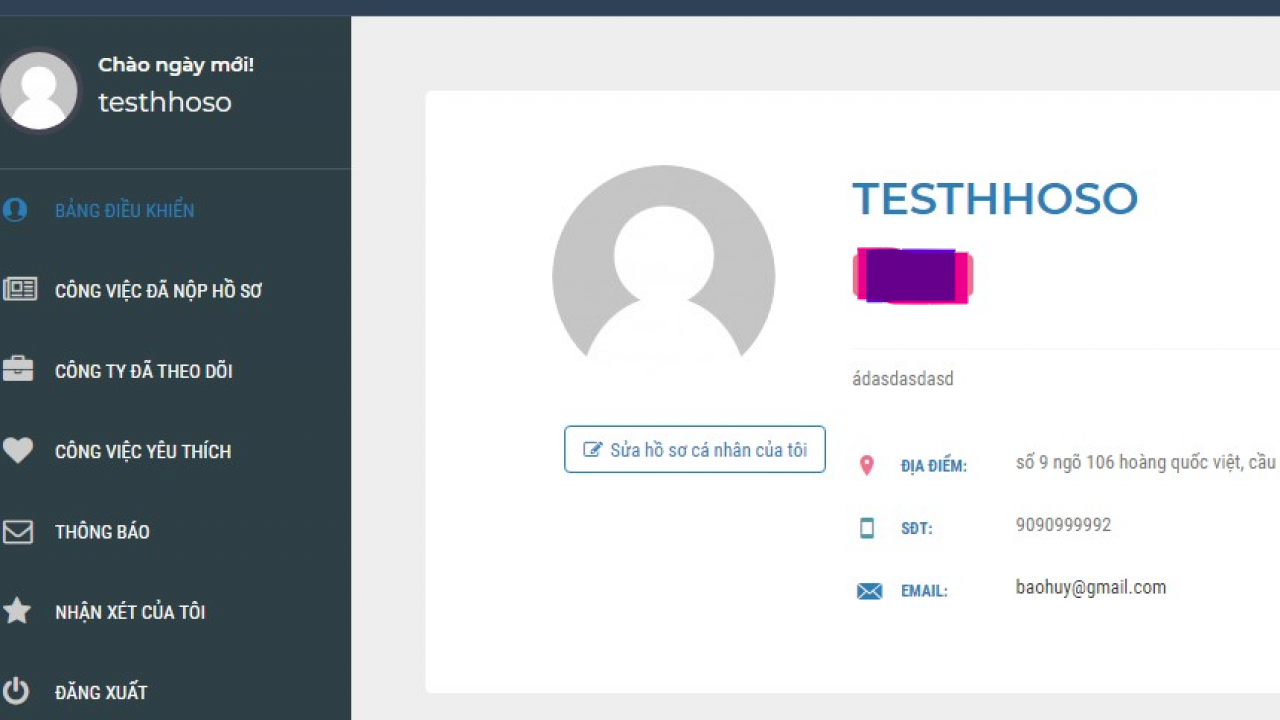 Chào ngày mới!
testhhoso
BẢNG ĐIỀU KHIỂN
CÔNG VIỆC ĐÃ NỘP HỒ SƠ
CÔNG TY ĐÃ THEO DÕI
CÔNG VIỆC YÊU THÍCH
THÔNG BÁO
NHẬN XÉT CỦA TÔI
ĐĂNG XUẤT
Sửa hồ sơ cá nhân của tôi
TESTHHOSO
ádasdasdasd
ĐỊA ĐIỂM: số 9 ngõ 106 hoàng quốc việt, cầu
SĐT: 9090999992
EMAIL: baohuy@gmail.com